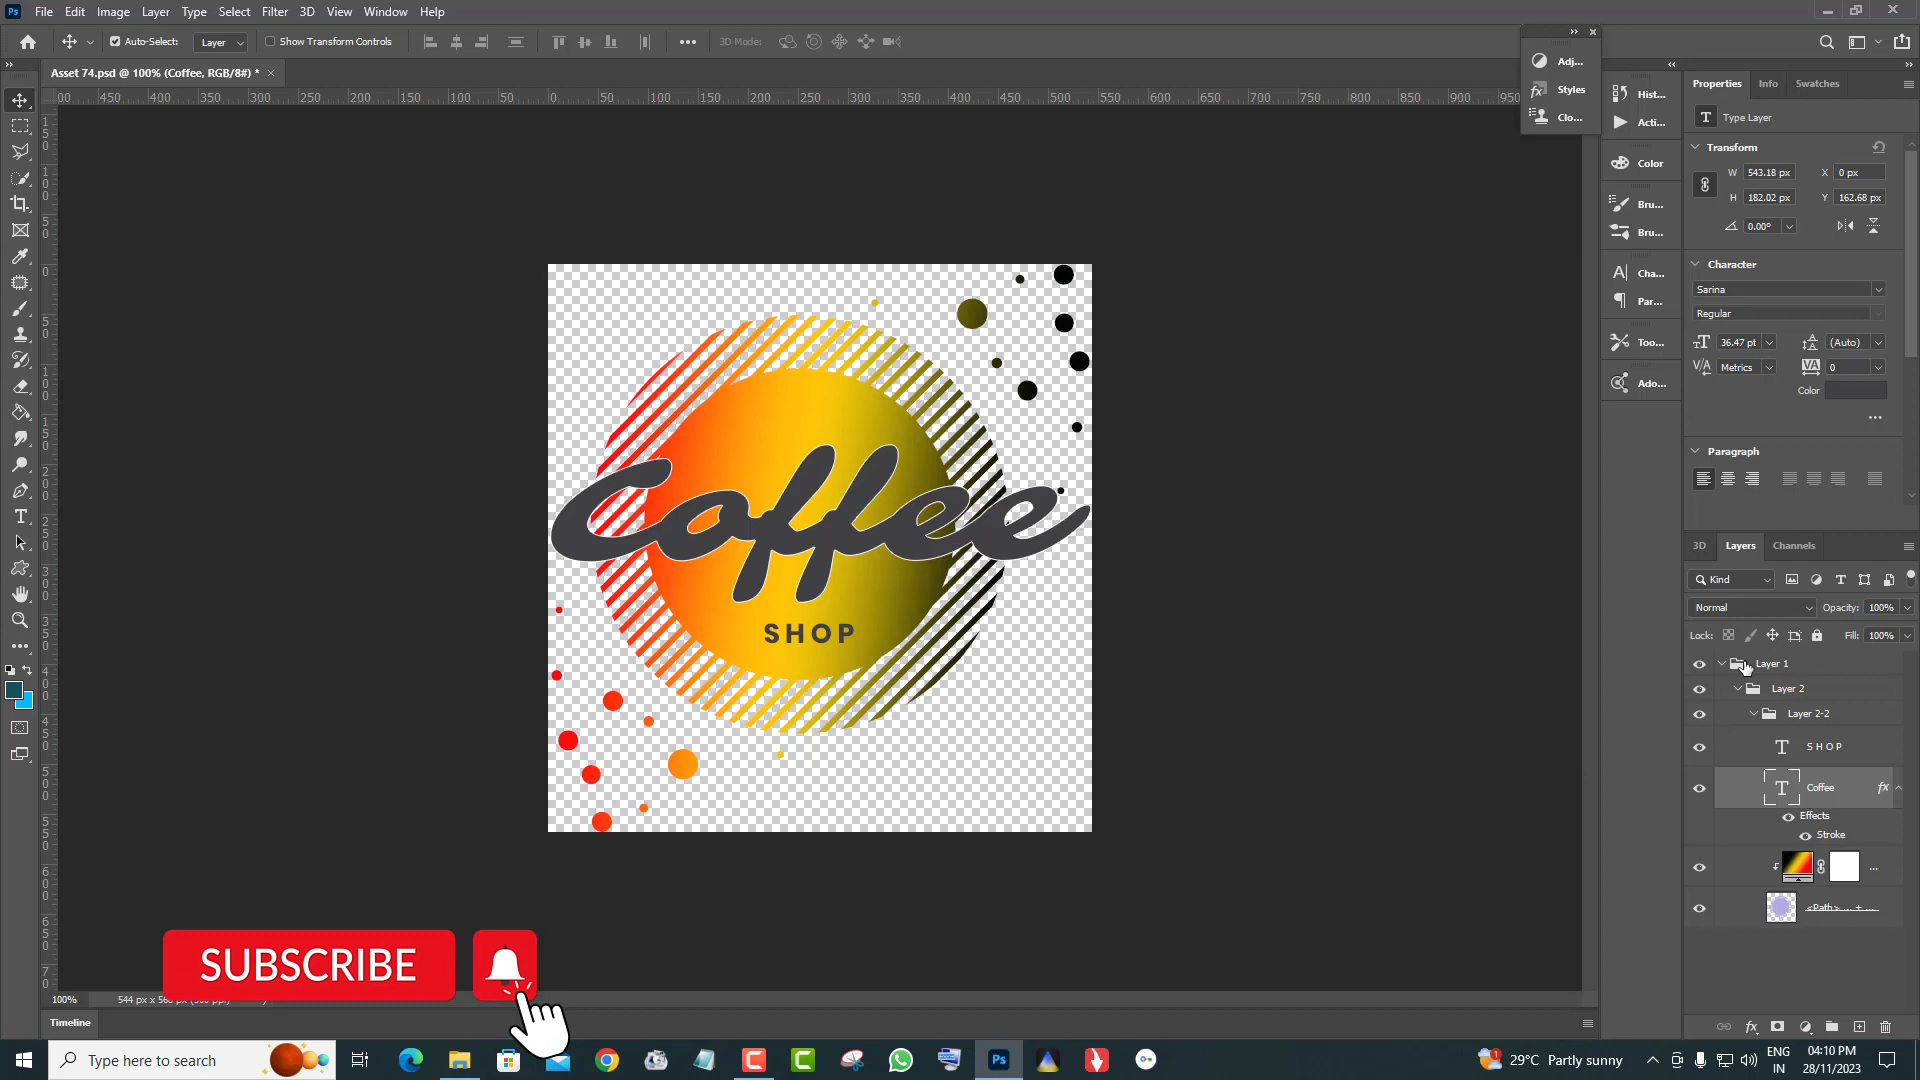 Ps File Edit Image Layer Type Select Filter 3D View Window Help
Auto-Select: Layer Show Transform Controls 3D Mode:
Asset 74.psd @ 100% (Coffee, RGB/8#) *
Adj...
Styles
Clo...
Hist...
Acti...
Color
Bru...
Bru...
Cha...
Par...
Too...
Ado...
Properties Info Swatches
Type Layer
Transform
W 543.18 px X 0 px
H 182.02 px Y 162.68 px
0.00°
Character
Sarina
Regular
36.47 pt (Auto)
Metrics 0
Color
Paragraph
3D Layers Channels
Kind
Normal Opacity: 100%
Lock: Fill: 100%
Layer 1
Layer 2
Layer 2-2
S H O P
Coffee fx
Effects
Stroke
<Path> ... + ...
Coffee
SHOP
SUBSCRIBE
100%
Timeline
Type here to search
29°C Partly sunny
ENG
IN
04:10 PM
28/11/2023